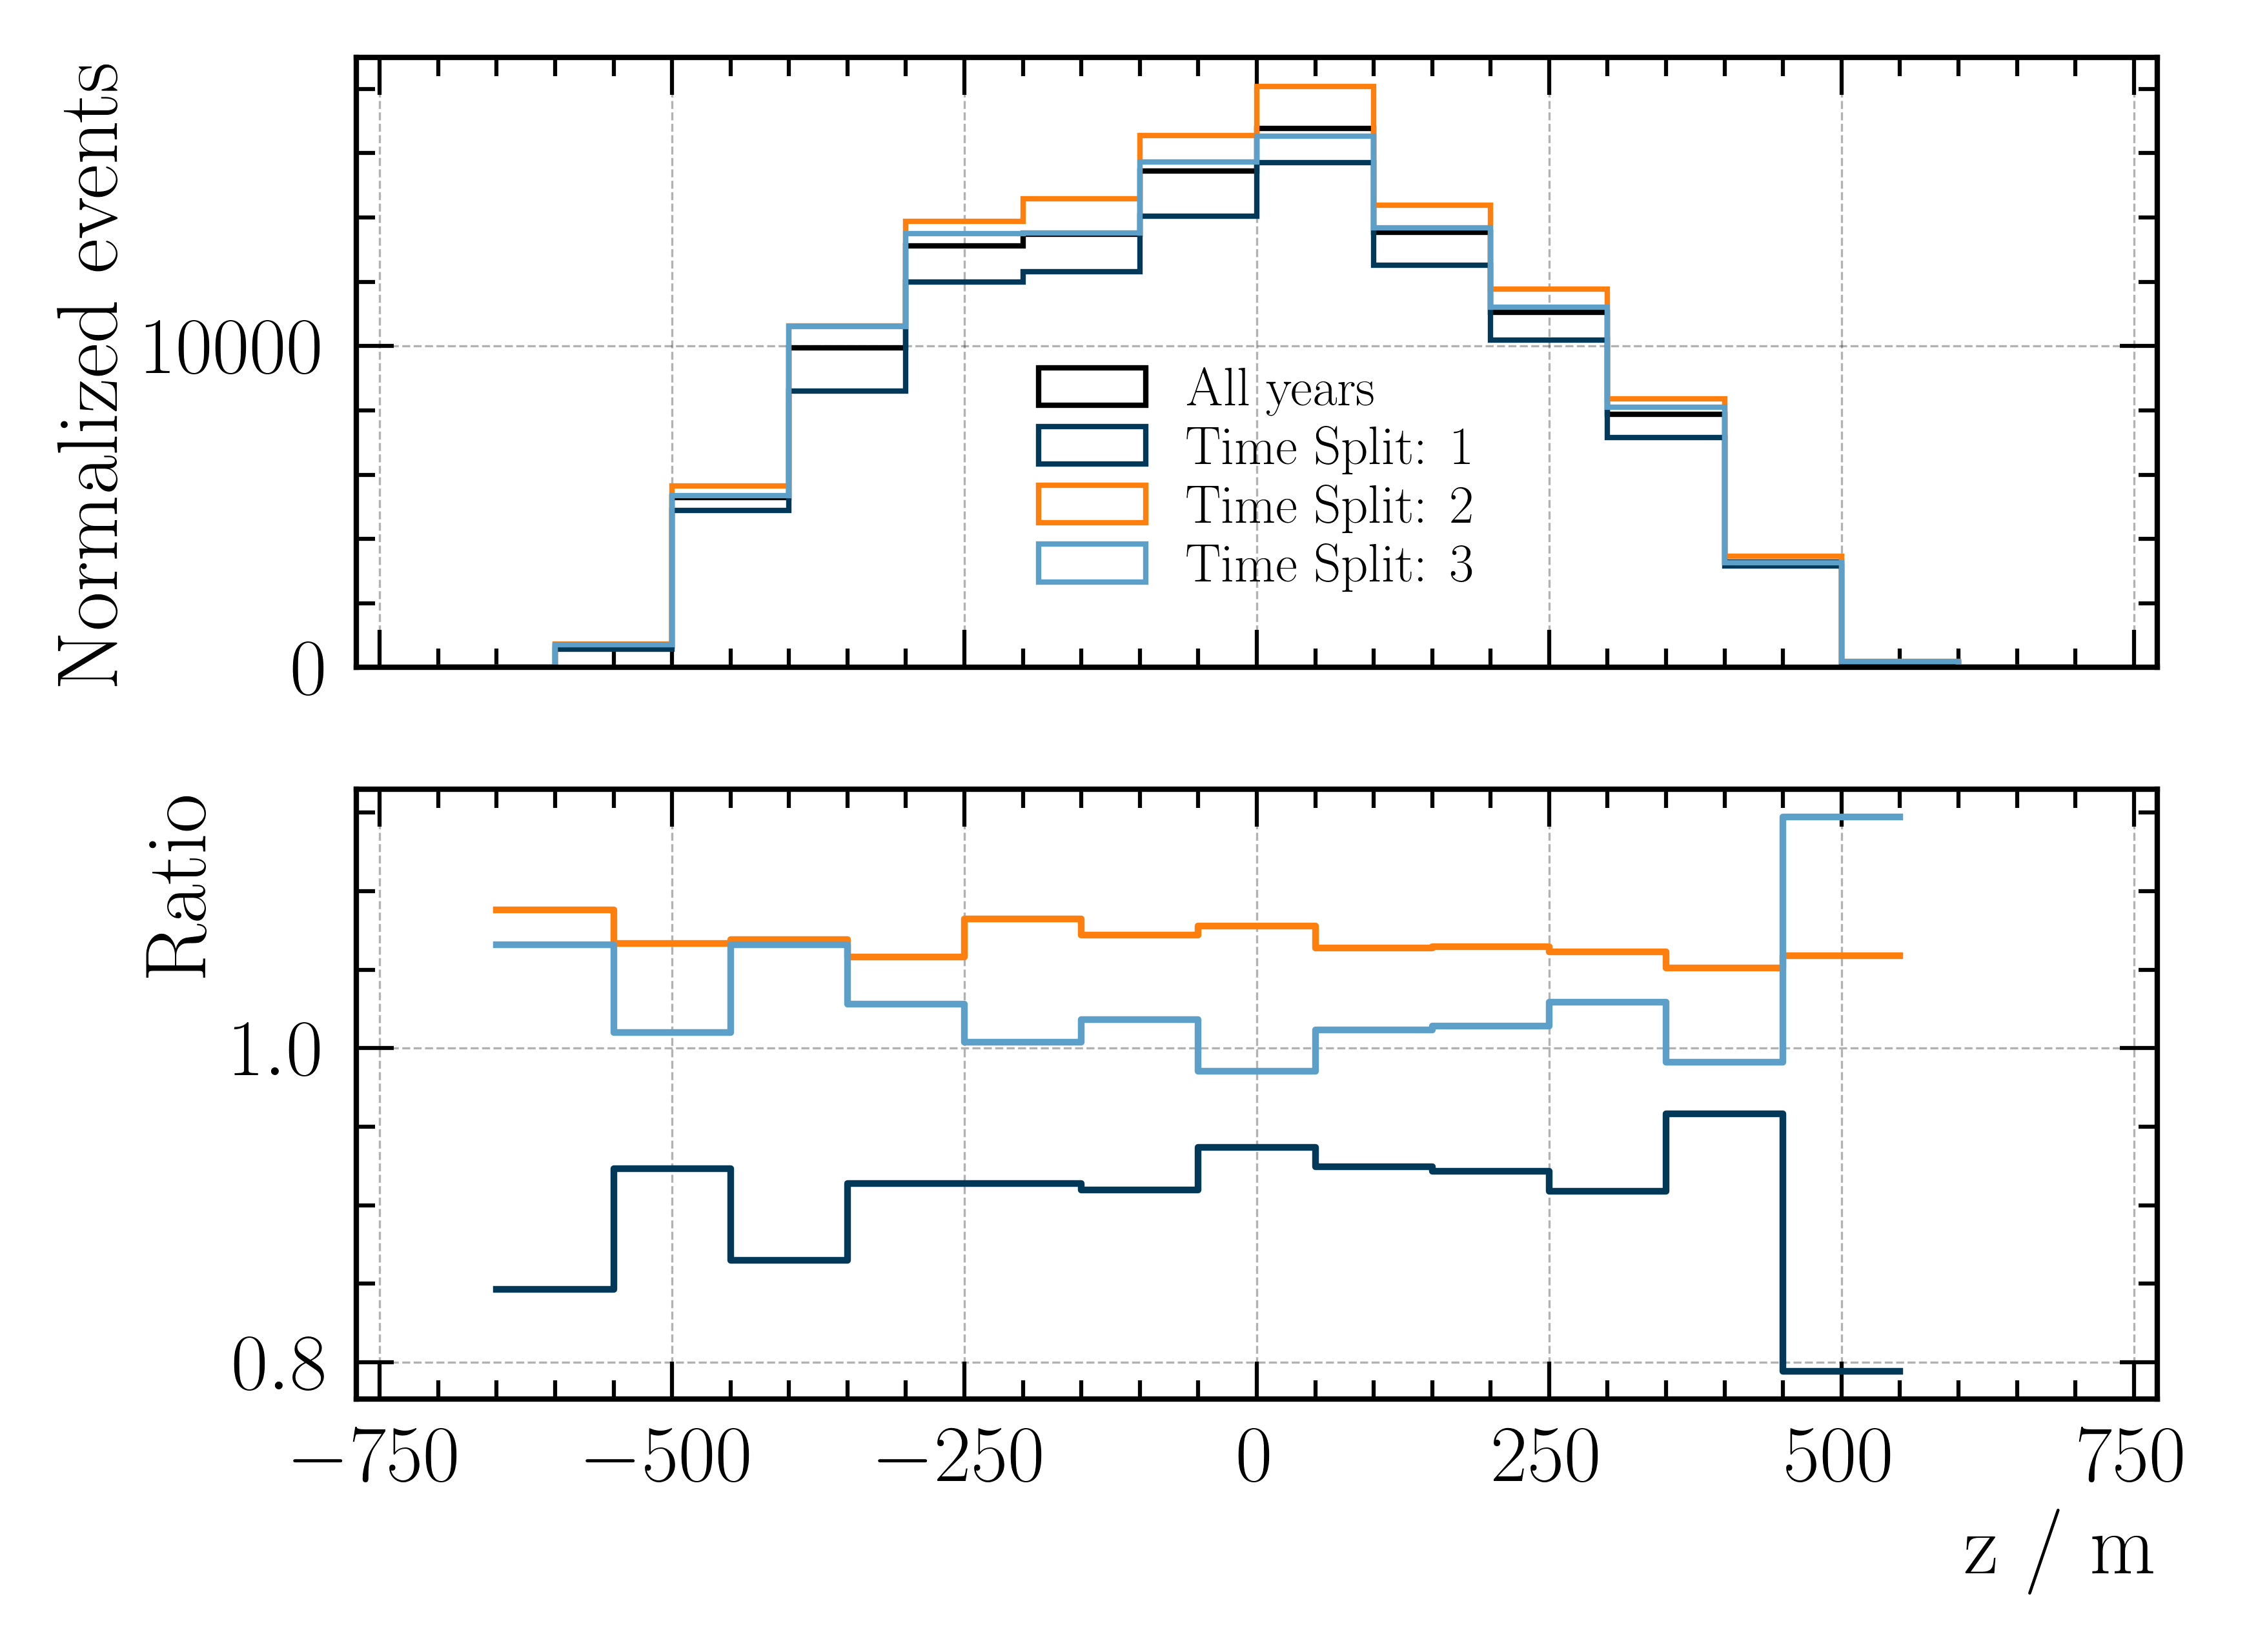 Normalized events
10000
0
All years
Time Split: 1
Time Split: 2
Time Split: 3
Ratio
1.0
0.8
−750 −500 −250 0 250 500 750
z / m